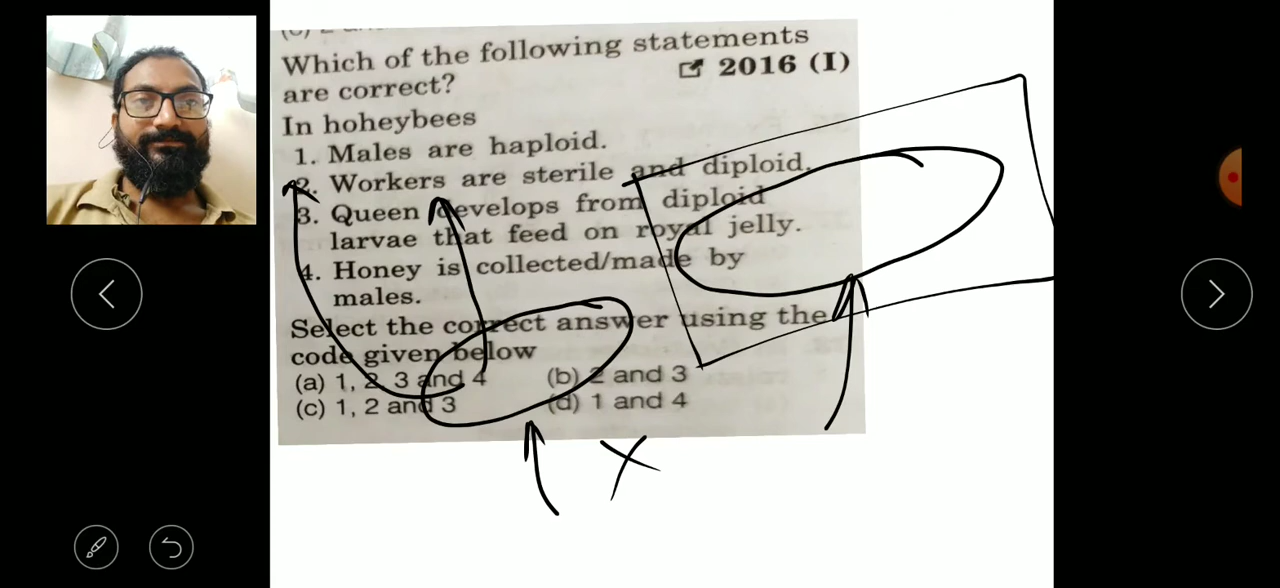 Which of the following statements
are correct?
2016 (I)
In hoheybees
1. Males are haploid.
2. Workers are sterile and diploid.
3. Queen develops from diploid
larvae that feed on royal jelly.
4. Honey is collected/made by
males.
Select the correct answer using the
code given below
(a) 1, 2, 3 and 4
(b) 2 and 3
(c) 1, 2 and 3
(d) 1 and 4